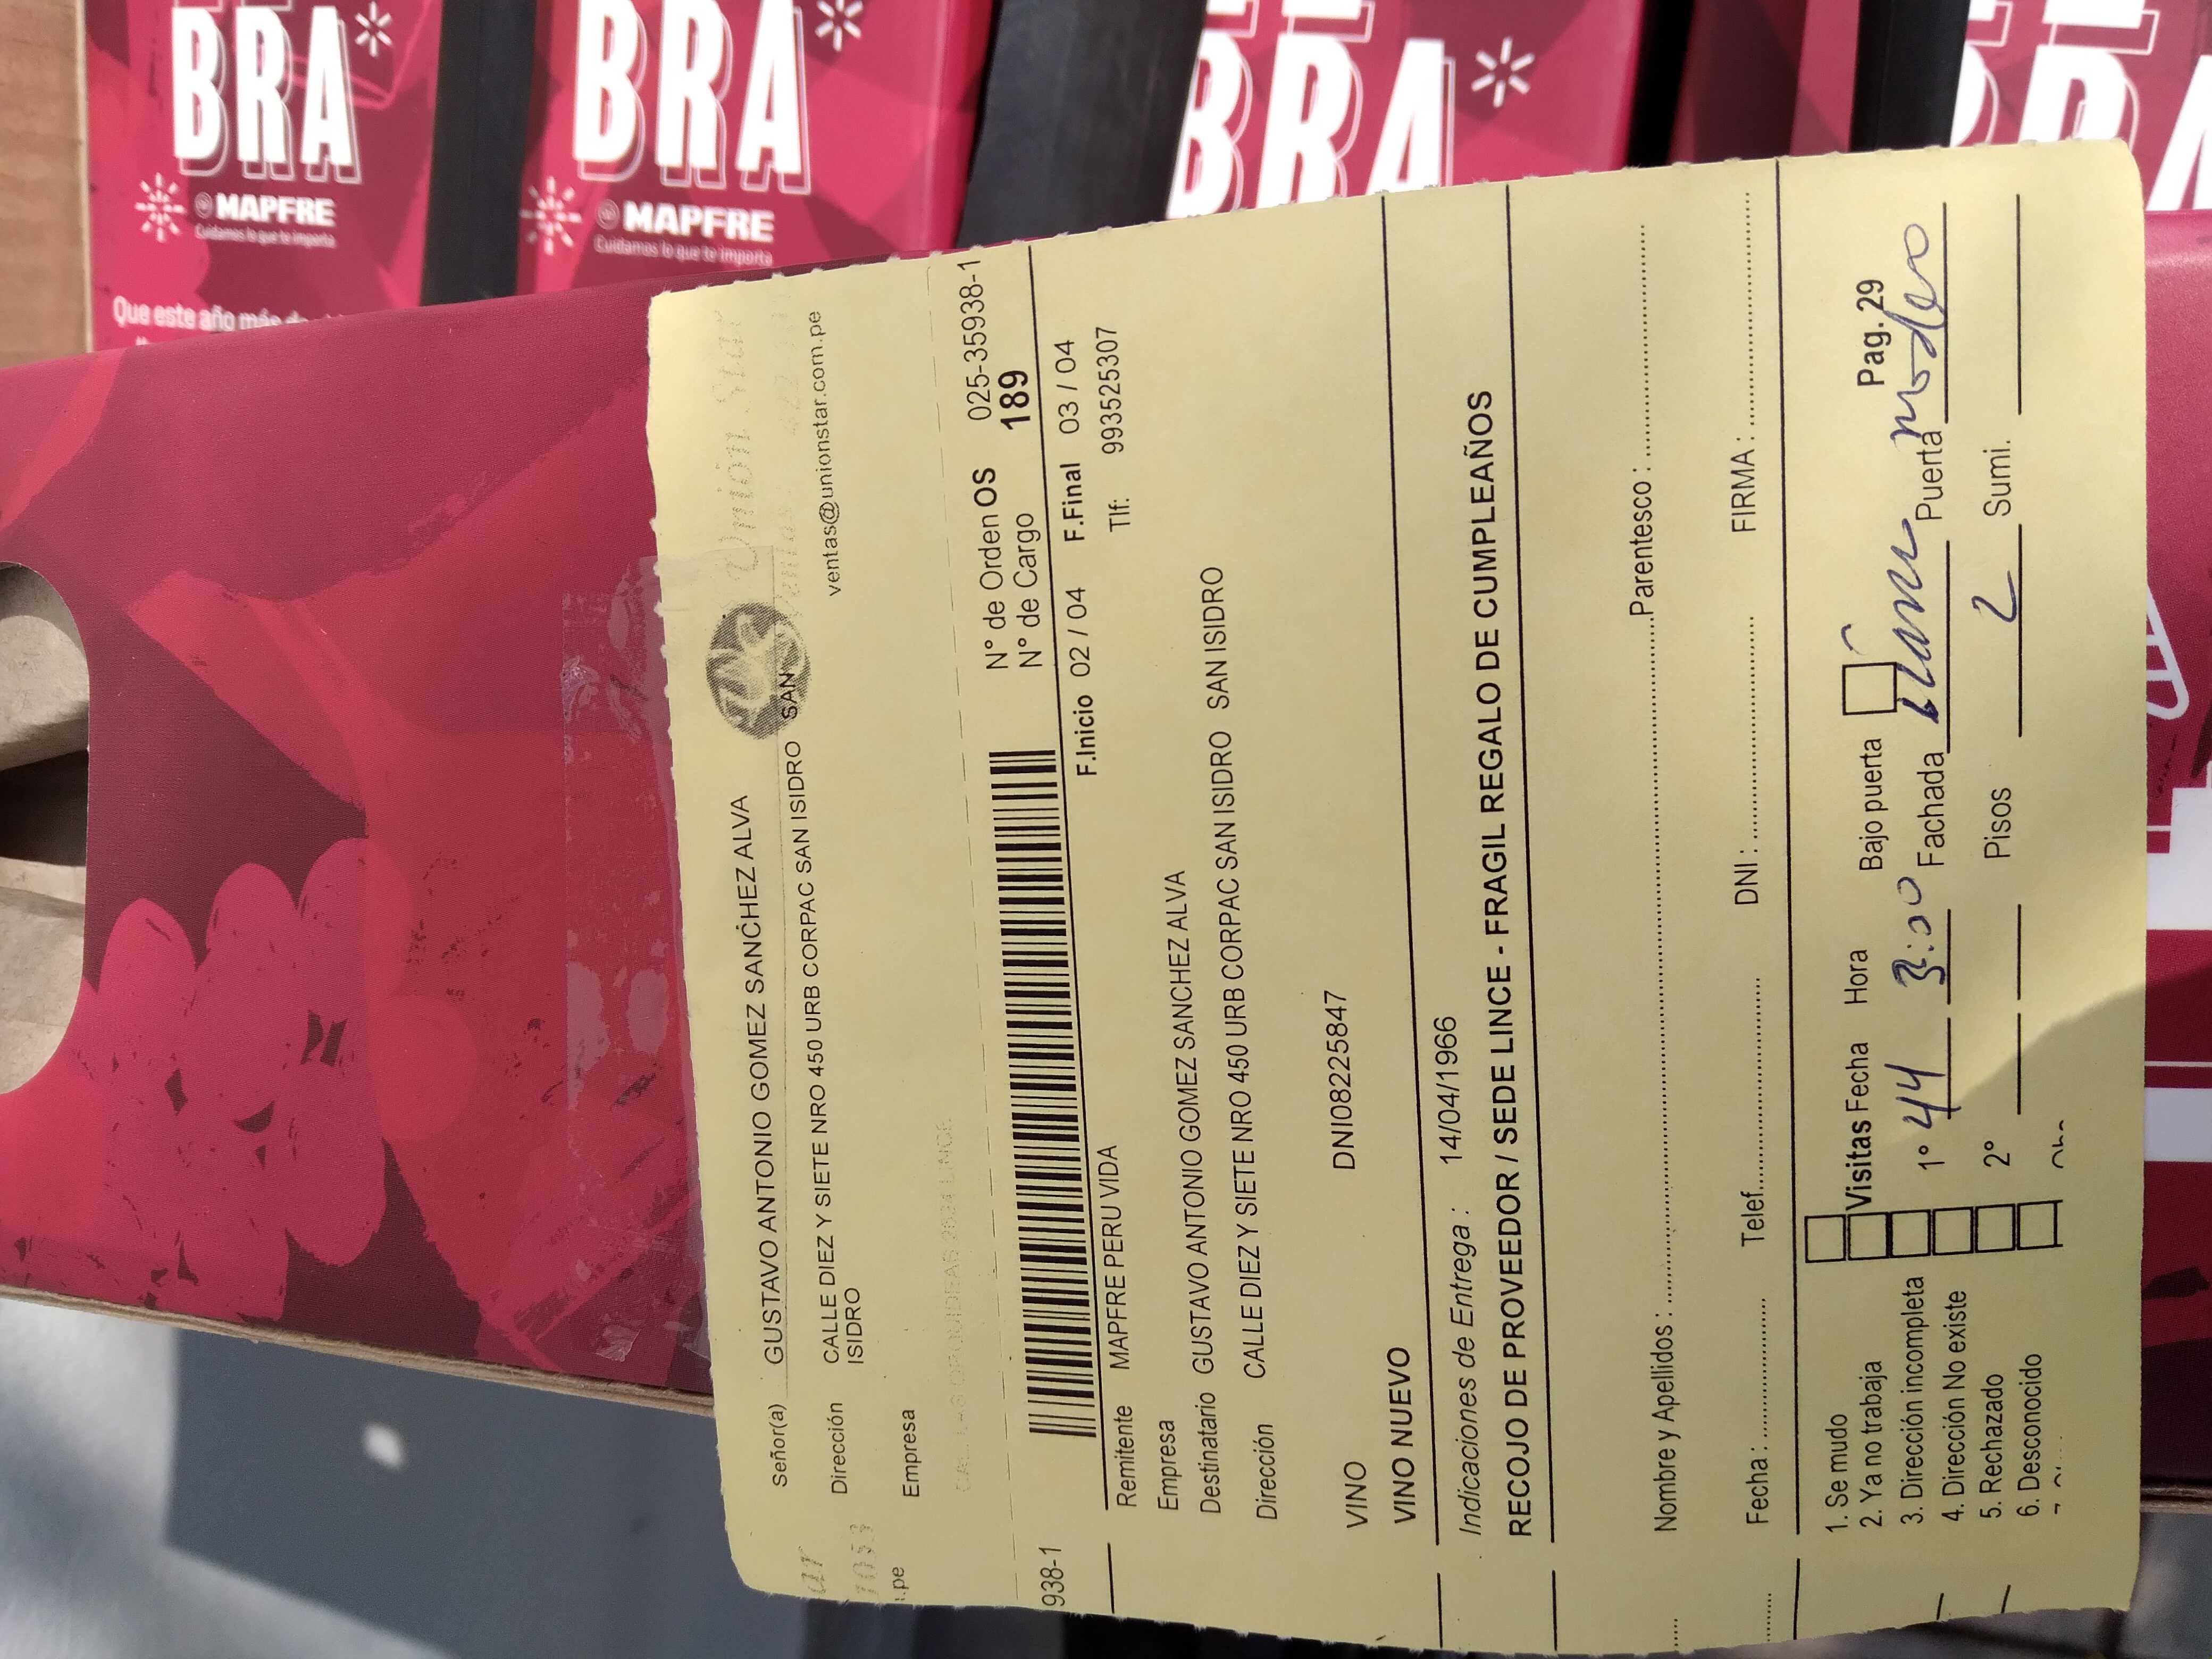 BRA*
MAPFRE
Cuidamos lo que te importa
Que este año más
BRA*
MAPFRE
Cuidamos lo que te importa
BRA*
BRA
Unión Star
ventas@unionstar.com.pe
Señor(a) GUSTAVO ANTONIO GOMEZ SANCHEZ ALVA
Dirección CALLE DIEZ Y SIETE NRO 450 URB CORPAC SAN ISIDRO SAN
ISIDRO
Empresa
.pe
938-1
N° de Orden OS 025-35938-1
N° de Cargo 189
F.Inicio 02 / 04 F.Final 03 / 04
Remitente MAPFRE PERU VIDA Tlf: 993525307
Empresa
Destinatario GUSTAVO ANTONIO GOMEZ SANCHEZ ALVA
Dirección CALLE DIEZ Y SIETE NRO 450 URB CORPAC SAN ISIDRO SAN ISIDRO
VINO DNI08225847
VINO NUEVO
Indicaciones de Entrega : 14/04/1966
RECOJO DE PROVEEDOR / SEDE LINCE - FRAGIL REGALO DE CUMPLEAÑOS
Nombre y Apellidos : Parentesco :
Fecha : Telef. DNI : FIRMA :
1. Se mudo
2. Ya no trabaja Visitas Fecha Hora Bajo puerta Pag. 29
3. Dirección incompleta 1° 4/4 3:00 Fachada Puerta
4. Dirección No existe
5. Rechazado 2° Pisos 2 Sumi.
6. Desconocido